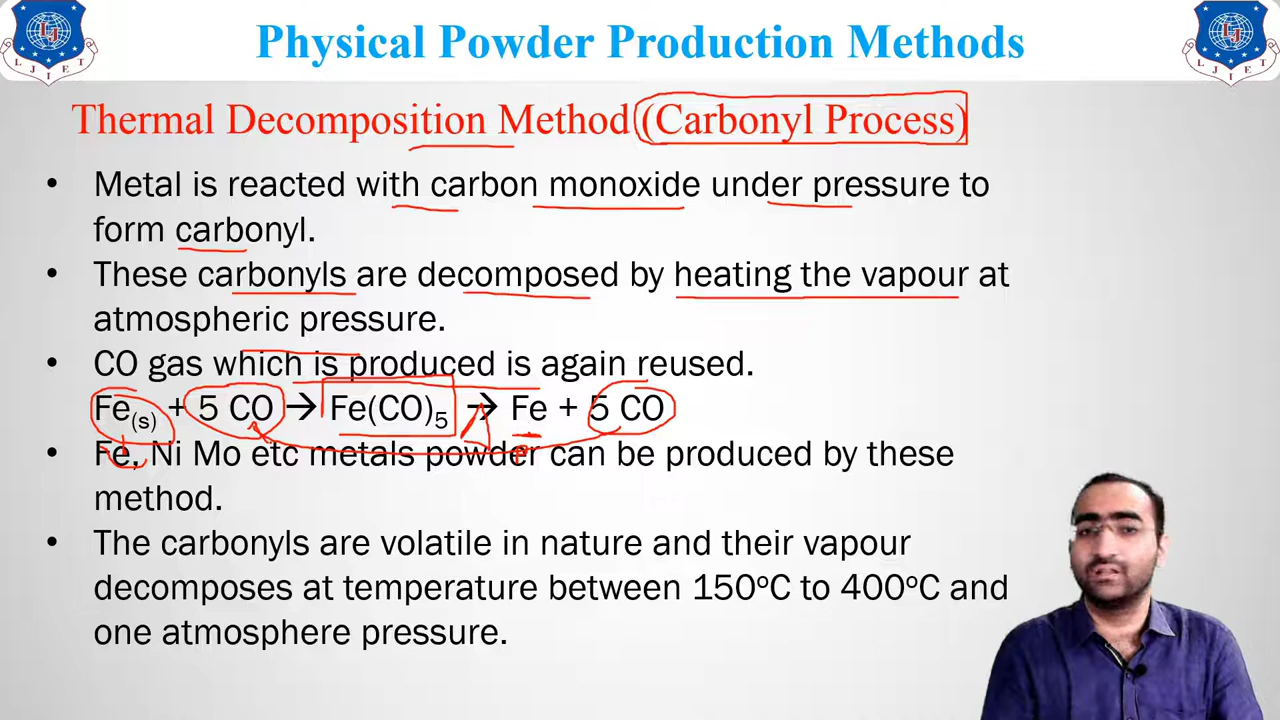 Physical Powder Production Methods
LJIET
LJIET
Thermal Decomposition Method (Carbonyl Process)
• Metal is reacted with carbon monoxide under pressure to
form carbonyl.
• These carbonyls are decomposed by heating the vapour at
atmospheric pressure.
• CO gas which is produced is again reused.
Fe(s) + 5 CO → Fe(CO)5 → Fe + 5 CO
• Fe, Ni Mo etc metals powder can be produced by these
method.
• The carbonyls are volatile in nature and their vapour
decomposes at temperature between 150°C to 400°C and
one atmosphere pressure.